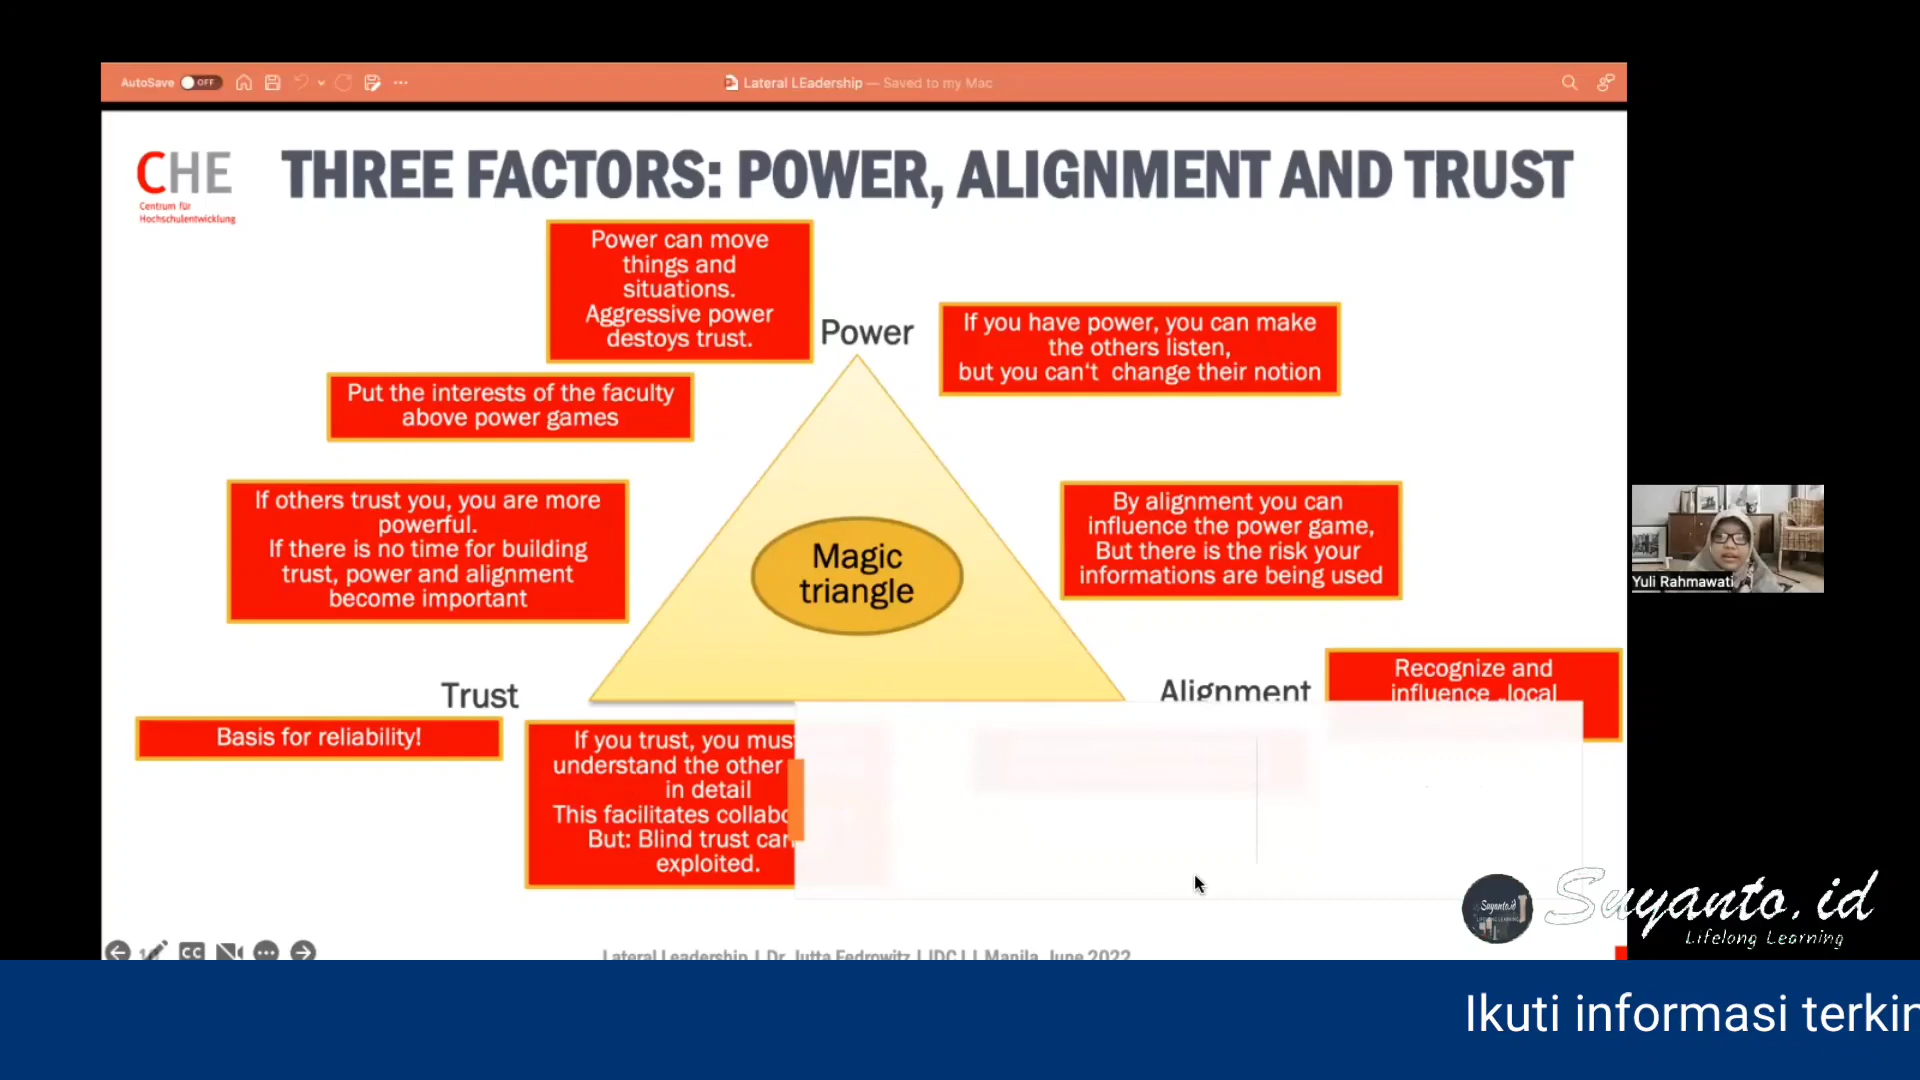 AutoSave OFF
Lateral LEadership — Saved to my Mac
CHE
Centrum für
Hochschulentwicklung
THREE FACTORS: POWER, ALIGNMENT AND TRUST
Power can move
things and
situations.
Aggressive power
destoys trust.
Power
If you have power, you can make
the others listen,
but you can't change their notion
Put the interests of the faculty
above power games
If others trust you, you are more
powerful.
If there is no time for building
trust, power and alignment
become important
Magic
triangle
By alignment you can
influence the power game,
But there is the risk your
informations are being used
Yuli Rahmawati
Trust
Alignment
Recognize and
influence „local
Basis for reliability!
If you trust, you must
understand the other
in detail
This facilitates
But: Blind trust can
exploited.
CC
Lateral Leadership | Dr. Jutta Fedrowitz | IDC | | Manila, June 2022
Suyanto.id
Suyanto.id
Lifelong Learning
Ikuti informasi